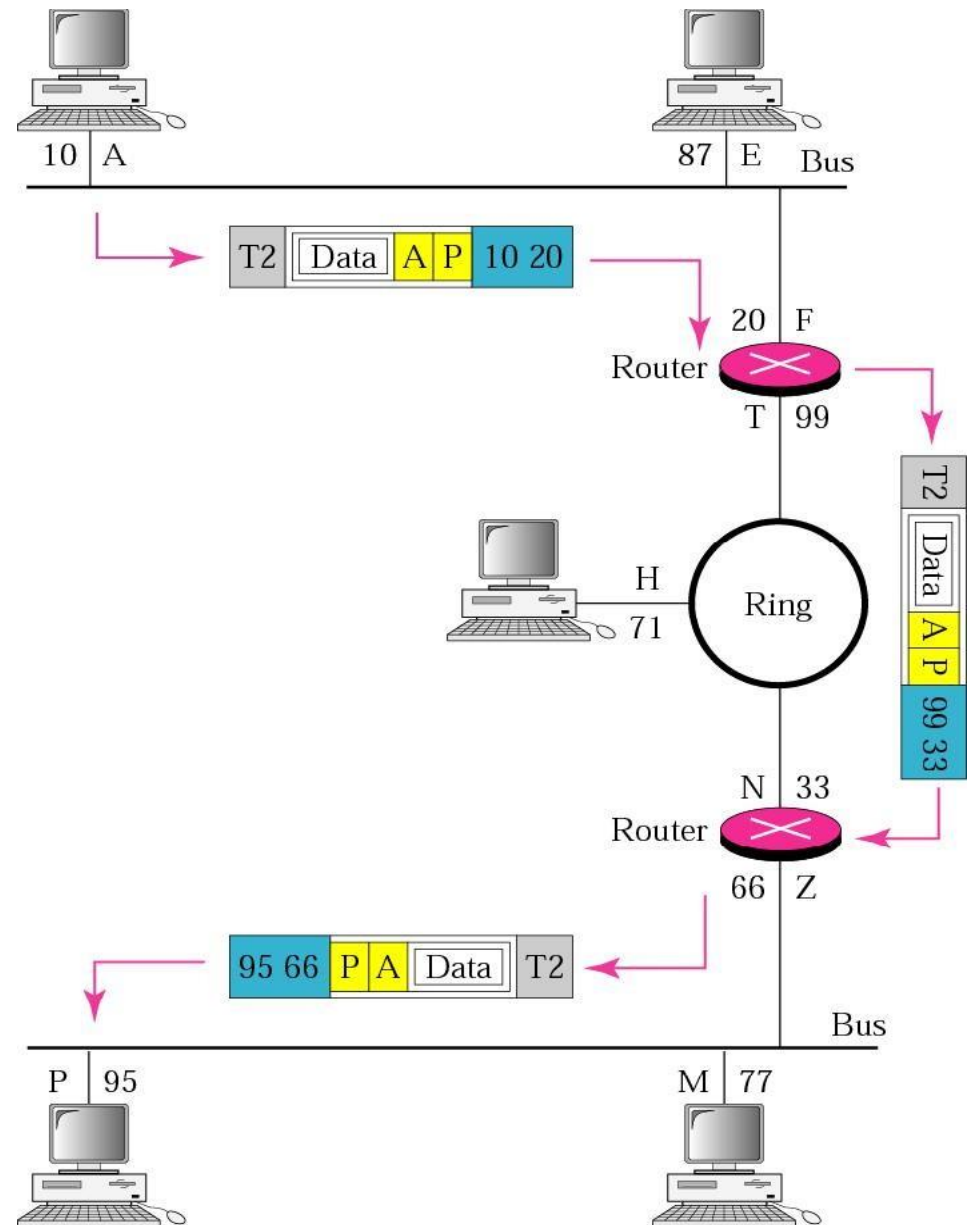 10 A
87 E
Bus
T2 Data A P 10 20
20 F
Router
T 99
T2 Data A P 99 33
H
71
Ring
N 33
Router
66 Z
95 66 P A Data T2
Bus
P 95
M 77